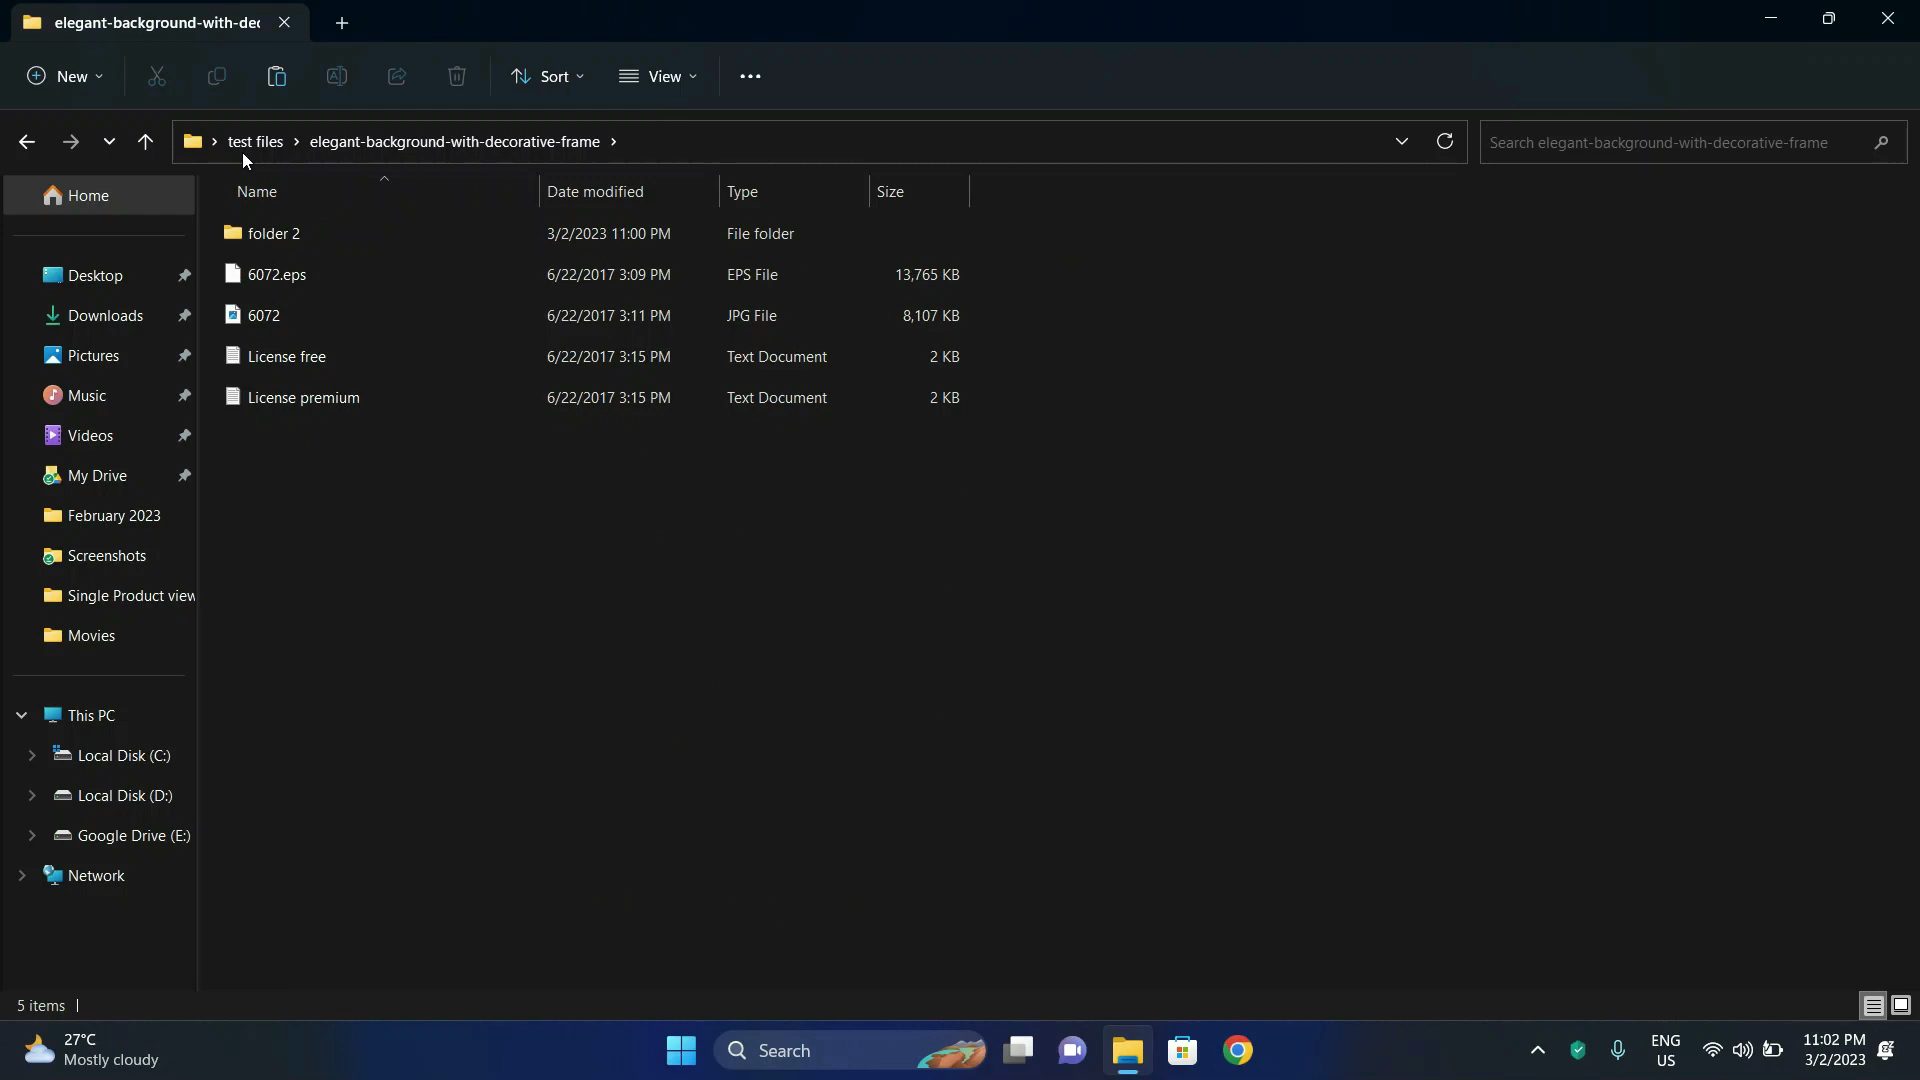 elegant-background-with-dec
New
Sort
View
test files
elegant-background-with-decorative-frame
Search elegant-background-with-decorative-frame
Name Date modified Type Size
Home
folder 2 3/2/2023 11:00 PM File folder
6072.eps 6/22/2017 3:09 PM EPS File 13,765 KB
6072 6/22/2017 3:11 PM JPG File 8,107 KB
License free 6/22/2017 3:15 PM Text Document 2 KB
License premium 6/22/2017 3:15 PM Text Document 2 KB
Desktop
Downloads
Pictures
Music
Videos
My Drive
February 2023
Screenshots
Single Product view
Movies
This PC
Local Disk (C:)
Local Disk (D:)
Google Drive (E:)
Network
5 items
27°C
Mostly cloudy
Search
ENG
US
11:02 PM
3/2/2023